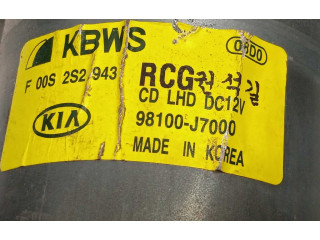 KBWS
08D0
F 00S 2S2 943
RCG권석길
CD LHD DC12V
KIA
98100-J7000
MADE IN KOREA